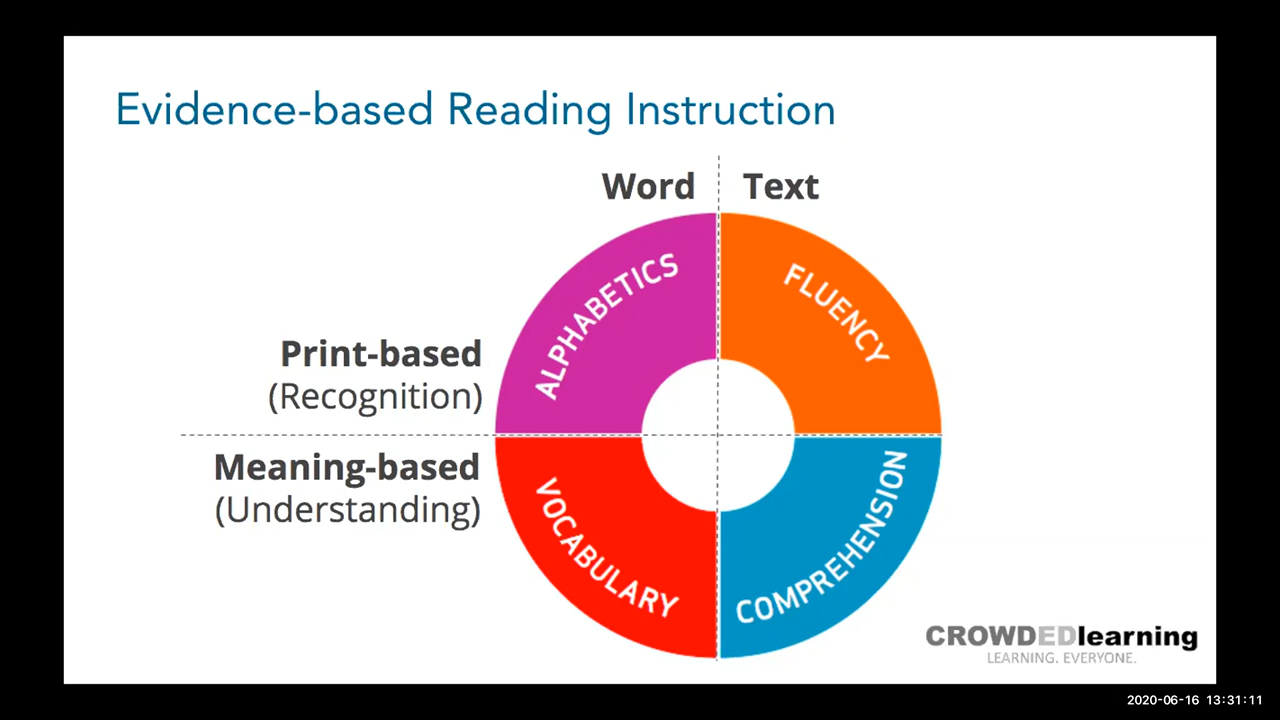 Evidence-based Reading Instruction
Word
Text
ALPHABETICS
FLUENCY
Print-based
(Recognition)
Meaning-based
(Understanding)
VOCABULARY
COMPREHENSION
CROWDEDlearning
LEARNING. EVERYONE.
2020-06-16 13:31:11